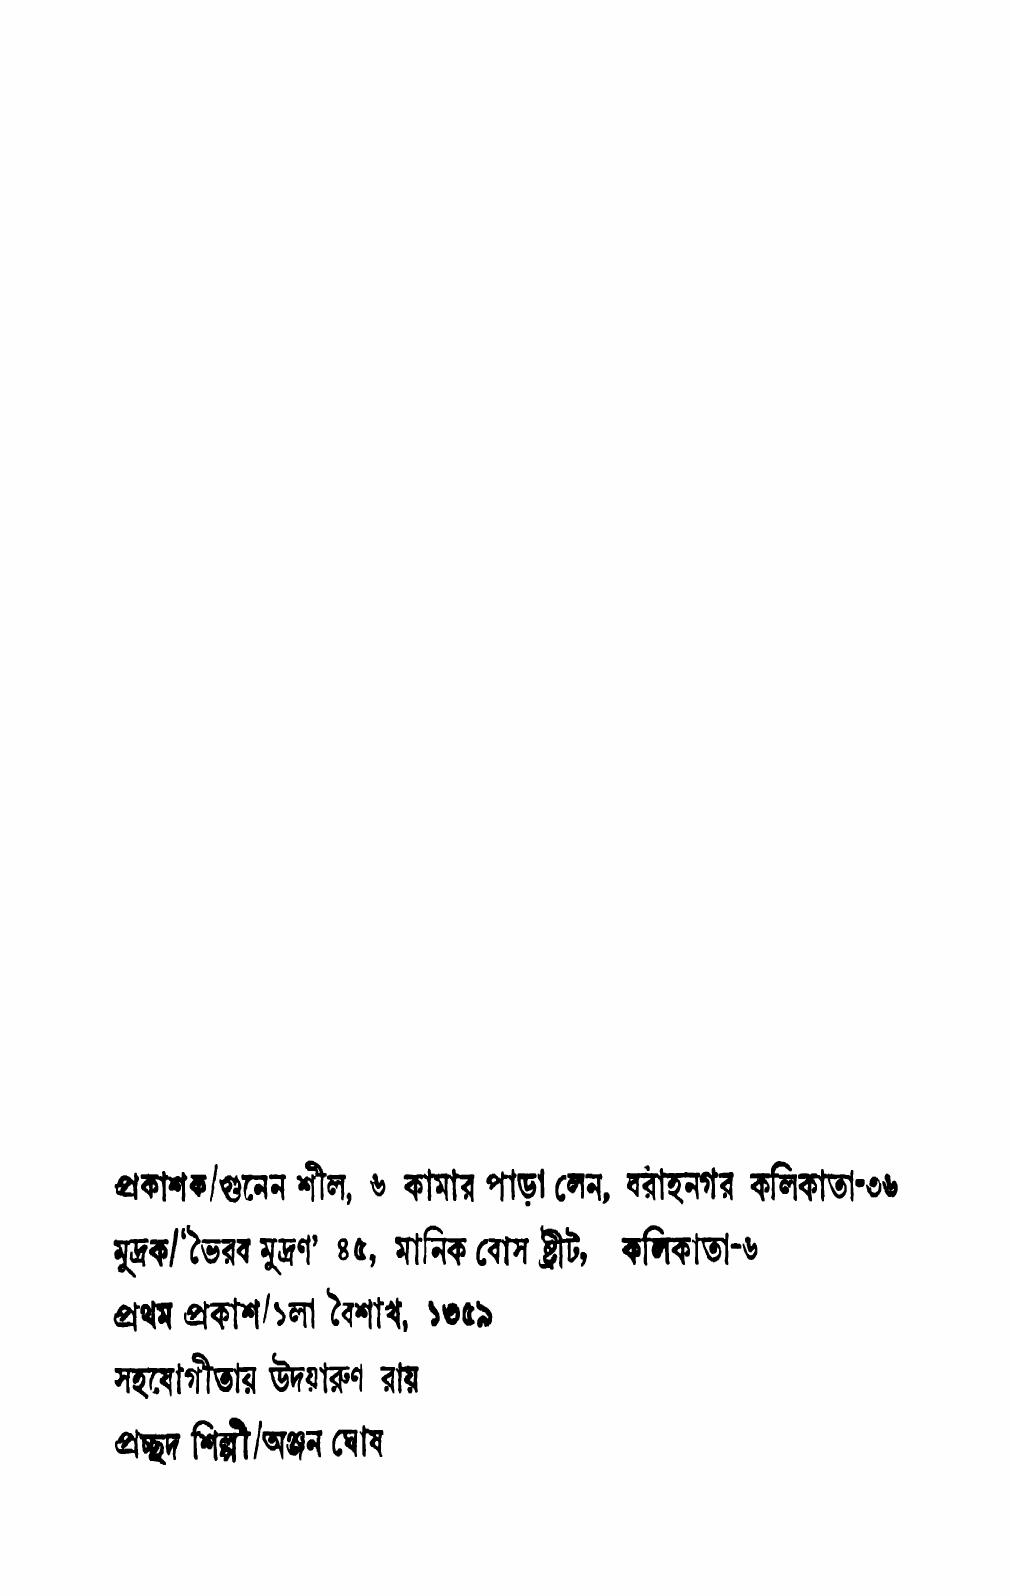 প্রকাশক/গুনেন শীল, ৬ কামার পাড়া লেন, বরাহনগর কলিকাতা-৩৬
মুদ্রক/‘ভৈরব মুদ্রণ’ ৪৫, মানিক বোস ষ্ট্রীট, কলিকাতা-৬
প্রথম প্রকাশ/১লা বৈশাখ, ১৩৫৯
সহযোগীতায় উদয়ারুণ রায়
প্রচ্ছদ শিল্পী/অঞ্জন ঘোষ